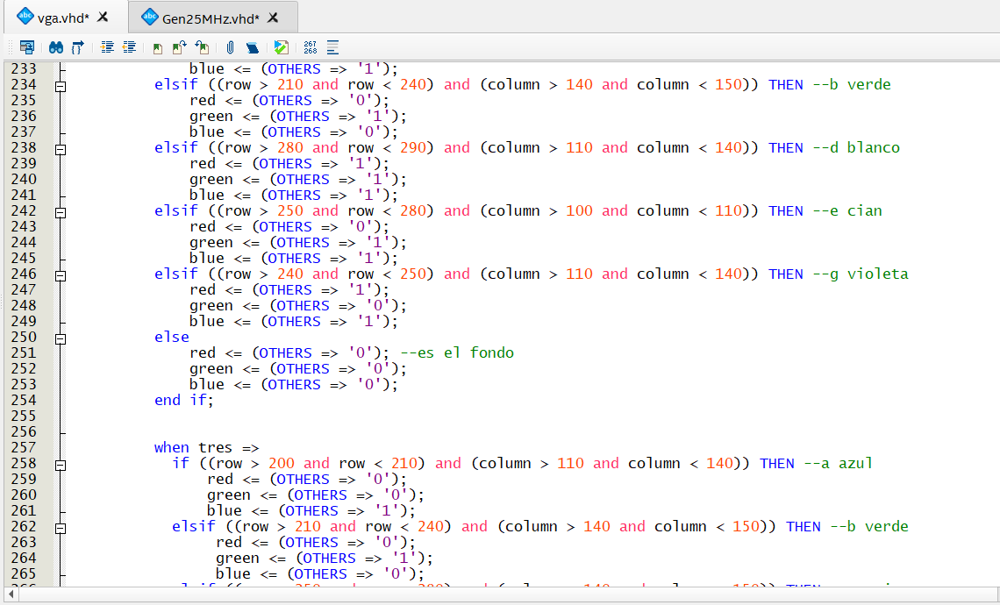 abc vga.vhd* X abc Gen25MHz.vhd* X
267
268
233 blue <= (OTHERS => '1');
234 elsif ((row > 210 and row < 240) and (column > 140 and column < 150)) THEN --b verde
235 red <= (OTHERS => '0');
236 green <= (OTHERS => '1');
237 blue <= (OTHERS => '0');
238 elsif ((row > 280 and row < 290) and (column > 110 and column < 140)) THEN --d blanco
239 red <= (OTHERS => '1');
240 green <= (OTHERS => '1');
241 blue <= (OTHERS => '1');
242 elsif ((row > 250 and row < 280) and (column > 100 and column < 110)) THEN --e cian
243 red <= (OTHERS => '0');
244 green <= (OTHERS => '1');
245 blue <= (OTHERS => '1');
246 elsif ((row > 240 and row < 250) and (column > 110 and column < 140)) THEN --g violeta
247 red <= (OTHERS => '1');
248 green <= (OTHERS => '0');
249 blue <= (OTHERS => '1');
250 else
251 red <= (OTHERS => '0'); --es el fondo
252 green <= (OTHERS => '0');
253 blue <= (OTHERS => '0');
254 end if;
255
256
257 when tres =>
258 if ((row > 200 and row < 210) and (column > 110 and column < 140)) THEN --a azul
259 red <= (OTHERS => '0');
260 green <= (OTHERS => '0');
261 blue <= (OTHERS => '1');
262 elsif ((row > 210 and row < 240) and (column > 140 and column < 150)) THEN --b verde
263 red <= (OTHERS => '0');
264 green <= (OTHERS => '1');
265 blue <= (OTHERS => '0');